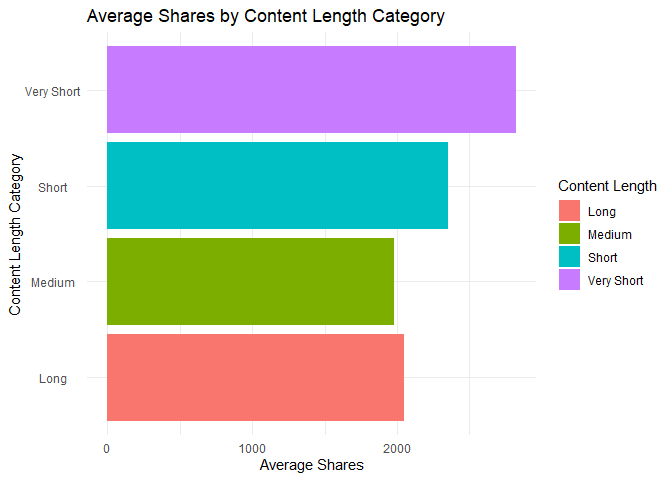 Average Shares by Content Length Category
Content Length Category
Very Short
Short
Medium
Long
0
1000
2000
Average Shares
Content Length
Long
Medium
Short
Very Short